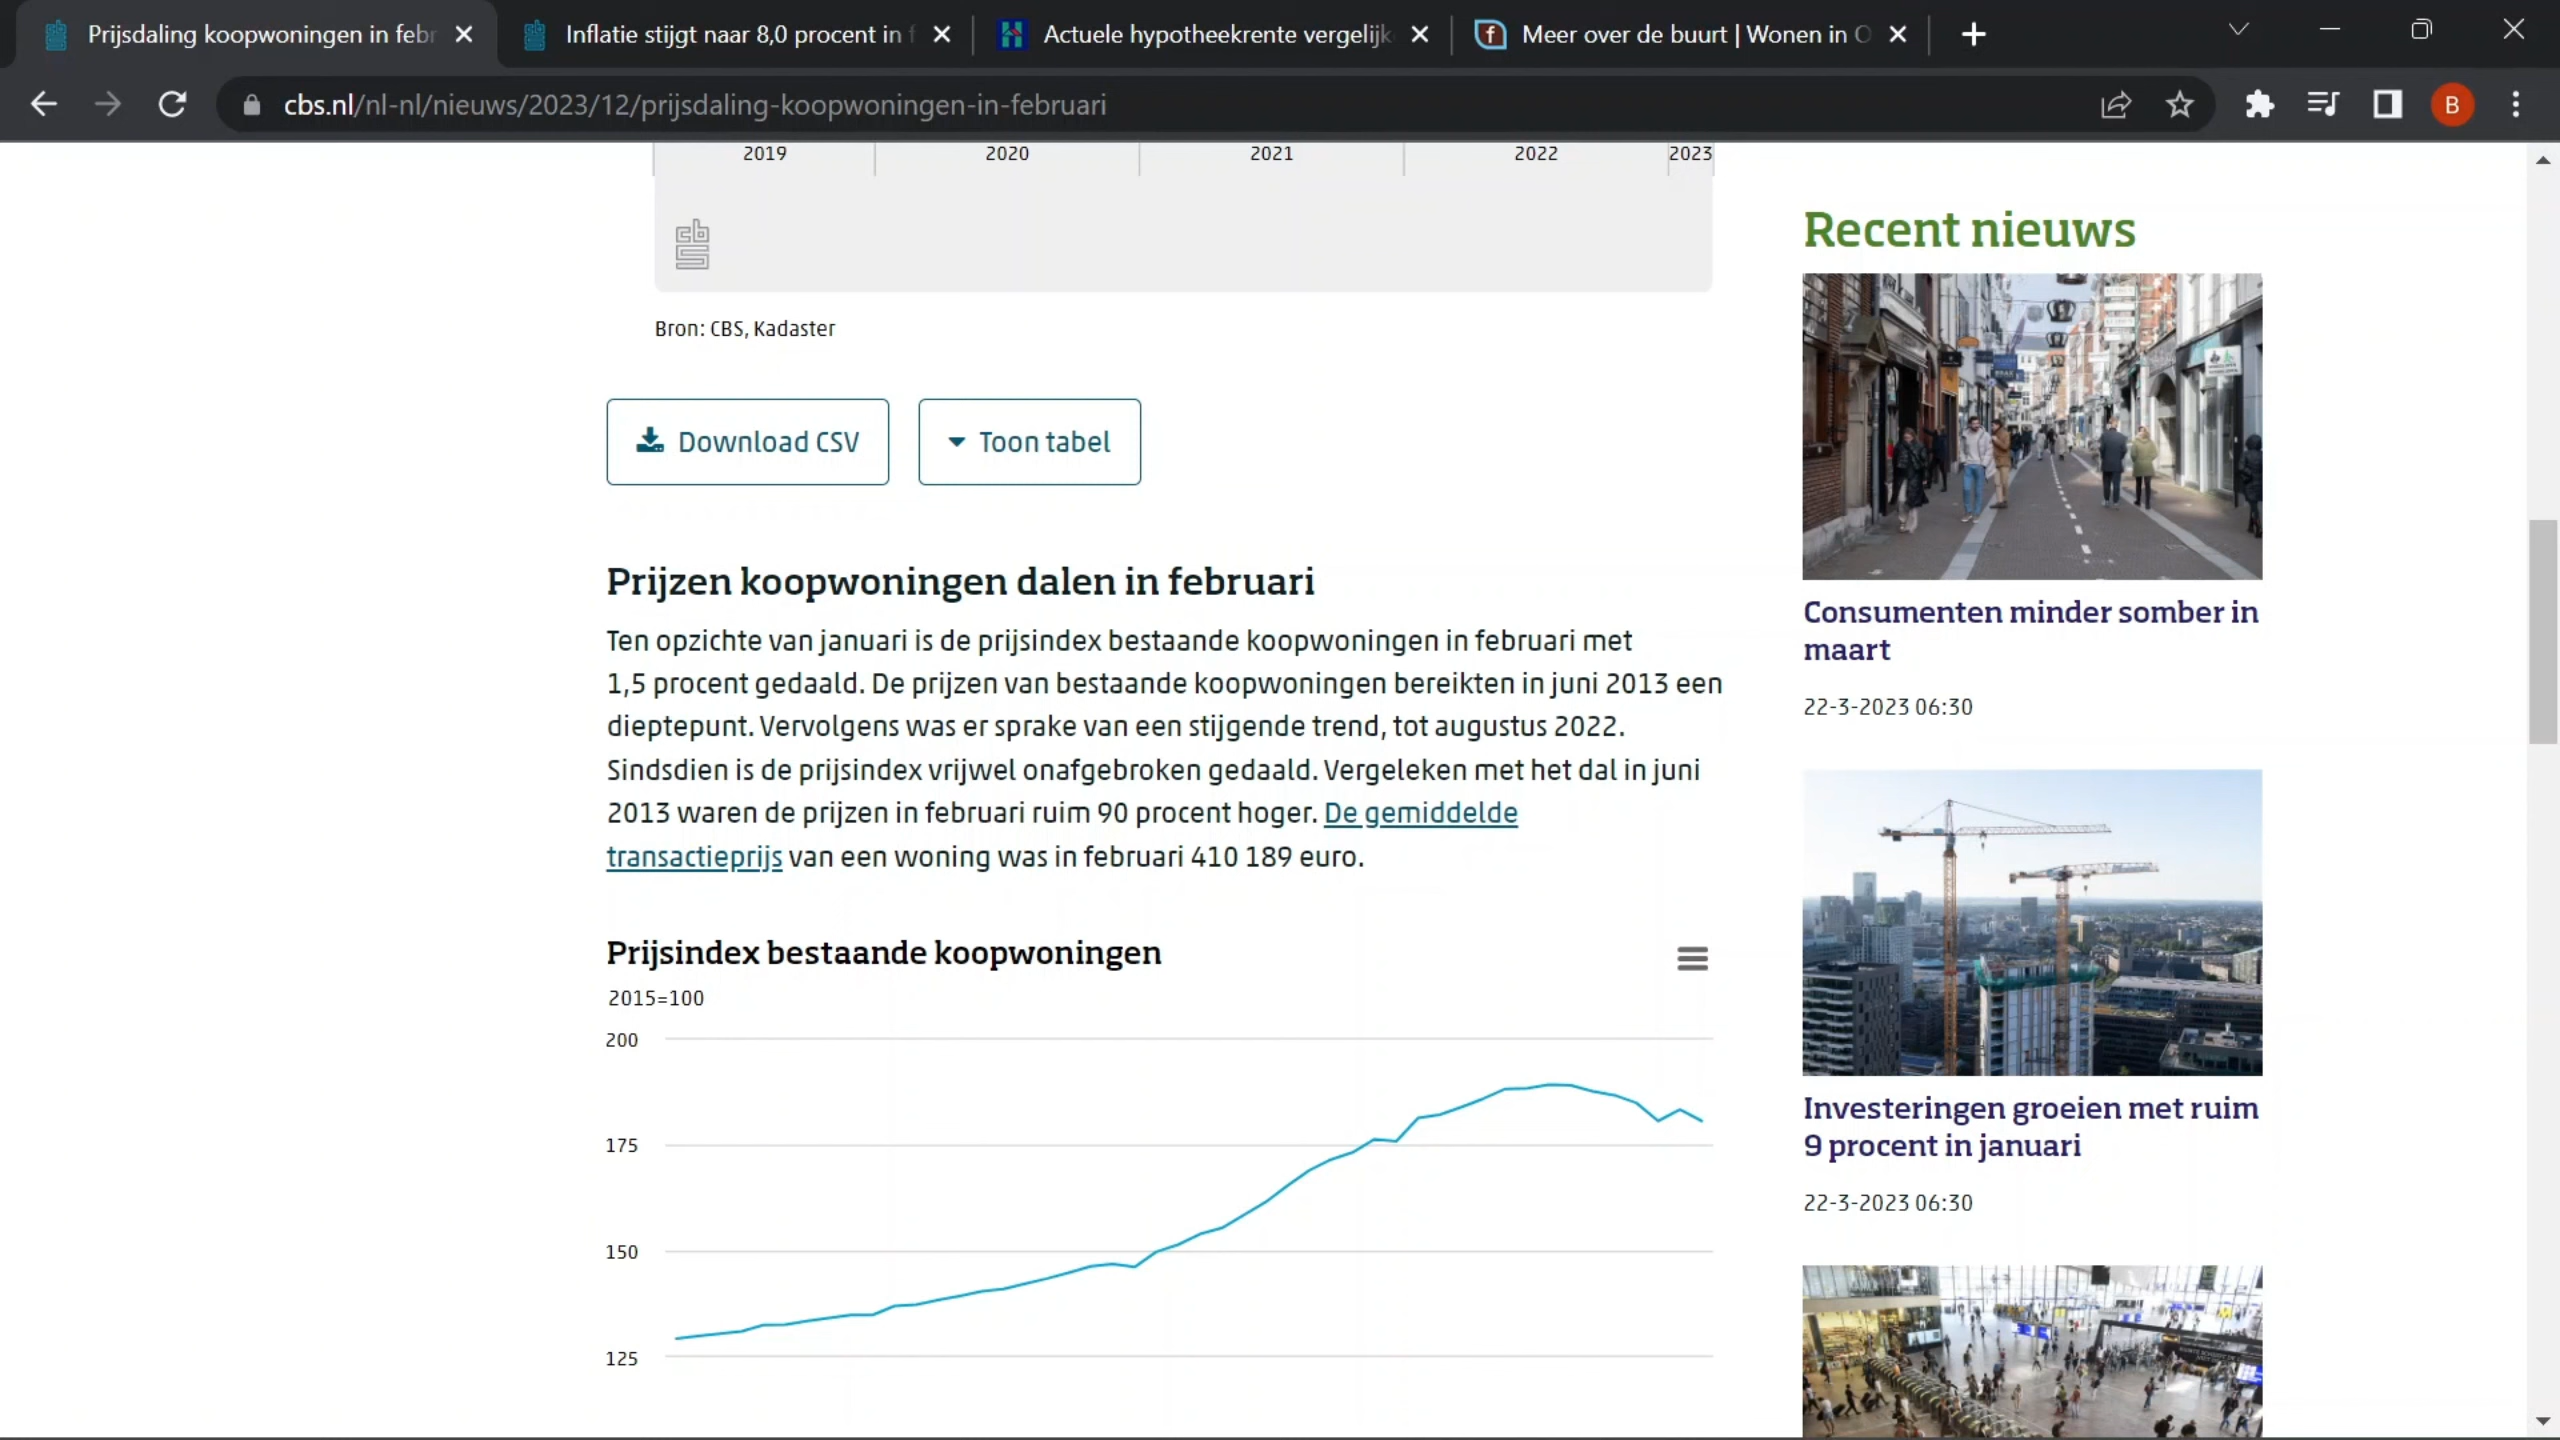 Prijsdaling koopwoningen in febr
Inflatie stijgt naar 8,0 procent in f
Actuele hypotheekrente vergelijk
Meer over de buurt | Wonen in O
B
cbs.nl/nl-nl/nieuws/2023/12/prijsdaling-koopwoningen-in-februari
2019 2020 2021 2022 2023
Bron: CBS, Kadaster
Download CSV
Toon tabel
Prijzen koopwoningen dalen in februari
Ten opzichte van januari is de prijsindex bestaande koopwoningen in februari met
1,5 procent gedaald. De prijzen van bestaande koopwoningen bereikten in juni 2013 een
dieptepunt. Vervolgens was er sprake van een stijgende trend, tot augustus 2022.
Sindsdien is de prijsindex vrijwel onafgebroken gedaald. Vergeleken met het dal in juni
2013 waren de prijzen in februari ruim 90 procent hoger. De gemiddelde
transactieprijs van een woning was in februari 410 189 euro.
Prijsindex bestaande koopwoningen
2015=100
200
175
150
125
Recent nieuws
Consumenten minder somber in
maart
22-3-2023 06:30
Investeringen groeien met ruim
9 procent in januari
22-3-2023 06:30